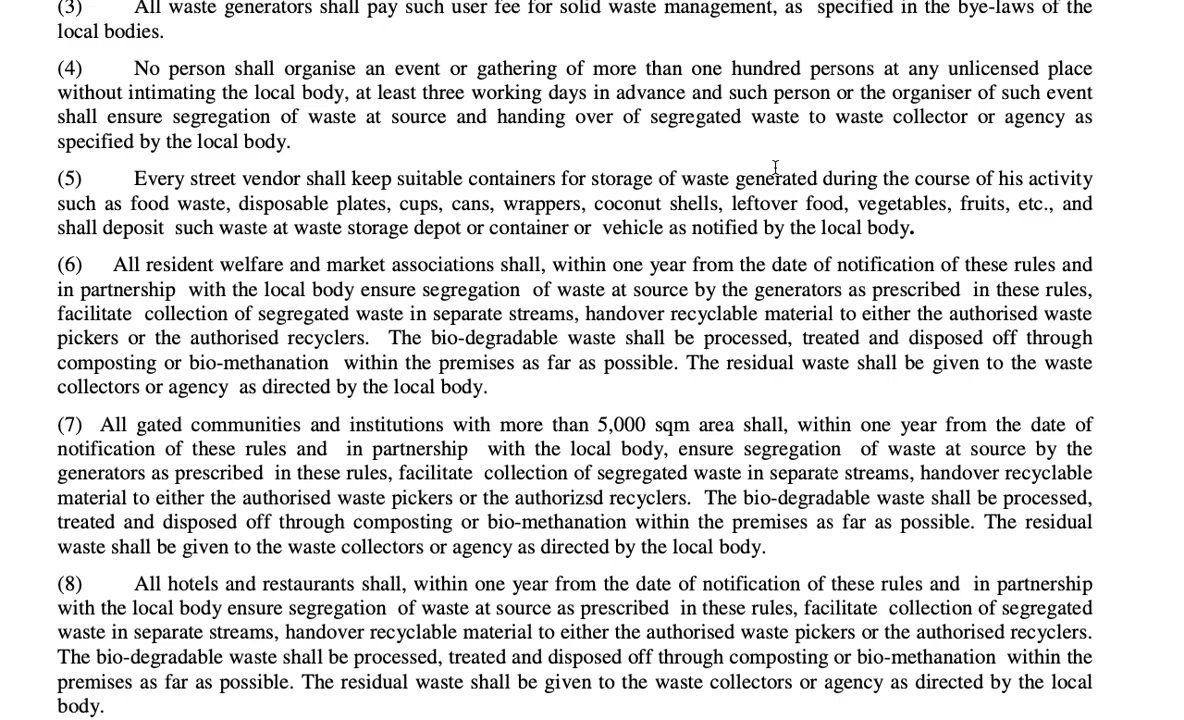 (3) All waste generators shall pay such user fee for solid waste management, as specified in the bye-laws of the
local bodies.
(4) No person shall organise an event or gathering of more than one hundred persons at any unlicensed place
without intimating the local body, at least three working days in advance and such person or the organiser of such event
shall ensure segregation of waste at source and handing over of segregated waste to waste collector or agency as
specified by the local body.
(5) Every street vendor shall keep suitable containers for storage of waste generated during the course of his activity
such as food waste, disposable plates, cups, cans, wrappers, coconut shells, leftover food, vegetables, fruits, etc., and
shall deposit such waste at waste storage depot or container or vehicle as notified by the local body.
(6) All resident welfare and market associations shall, within one year from the date of notification of these rules and
in partnership with the local body ensure segregation of waste at source by the generators as prescribed in these rules,
facilitate collection of segregated waste in separate streams, handover recyclable material to either the authorised waste
pickers or the authorised recyclers. The bio-degradable waste shall be processed, treated and disposed off through
composting or bio-methanation within the premises as far as possible. The residual waste shall be given to the waste
collectors or agency as directed by the local body.
(7) All gated communities and institutions with more than 5,000 sqm area shall, within one year from the date of
notification of these rules and in partnership with the local body, ensure segregation of waste at source by the
generators as prescribed in these rules, facilitate collection of segregated waste in separate streams, handover recyclable
material to either the authorised waste pickers or the authorizsd recyclers. The bio-degradable waste shall be processed,
treated and disposed off through composting or bio-methanation within the premises as far as possible. The residual
waste shall be given to the waste collectors or agency as directed by the local body.
(8) All hotels and restaurants shall, within one year from the date of notification of these rules and in partnership
with the local body ensure segregation of waste at source as prescribed in these rules, facilitate collection of segregated
waste in separate streams, handover recyclable material to either the authorised waste pickers or the authorised recyclers.
The bio-degradable waste shall be processed, treated and disposed off through composting or bio-methanation within the
premises as far as possible. The residual waste shall be given to the waste collectors or agency as directed by the local
body.